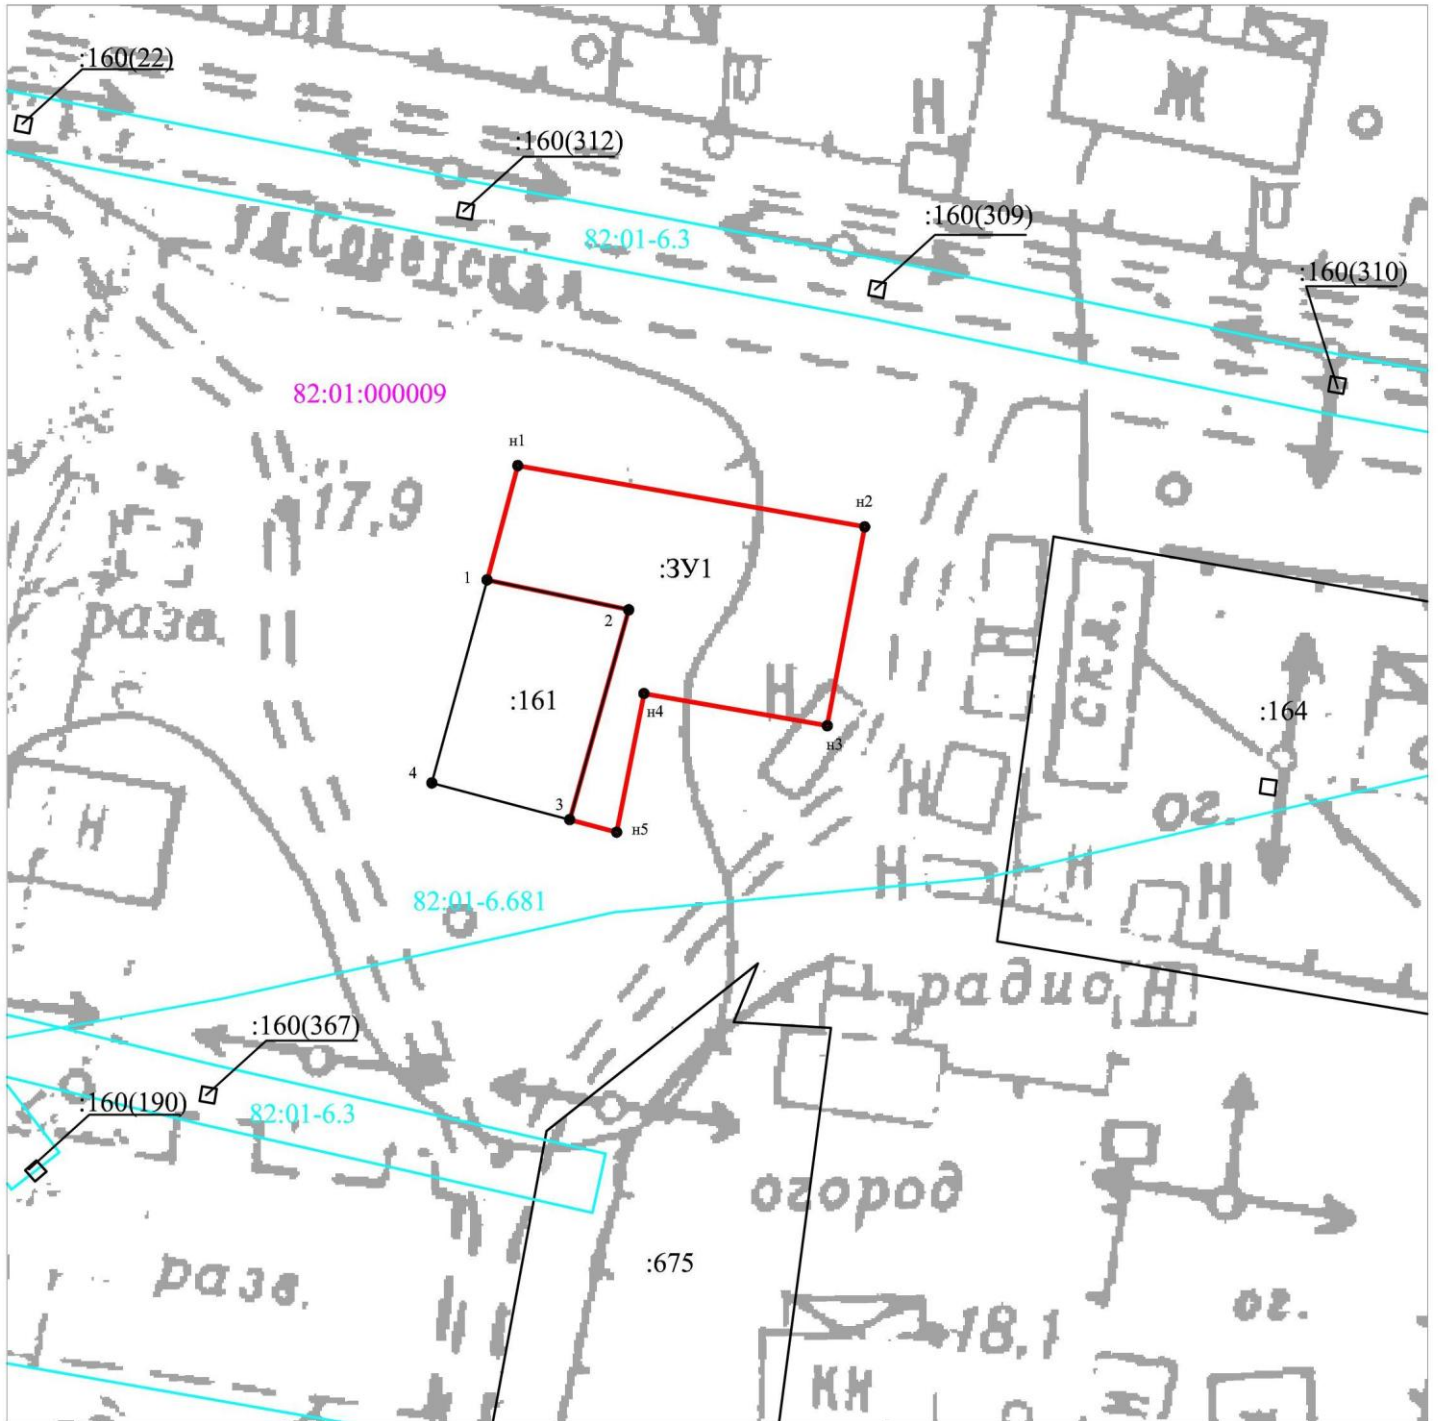 :160(22)
Ж
Н
:160(312)
:160(309)
ул.Советская
82:01-6.3
:160(310)
82:01:000009
н1
17,9
н2
:ЗУ1
1
2
разв.
скл.
Н
Н
:161
н4
н3
:164
Н
4
3
ог.
н5
Н
Н
Н
Н
82:01-6.681
радио
Н
:160(367)
:160(190)
82:01-6.3
огород
:675
разв.
ог.
18,1
КН
Ж